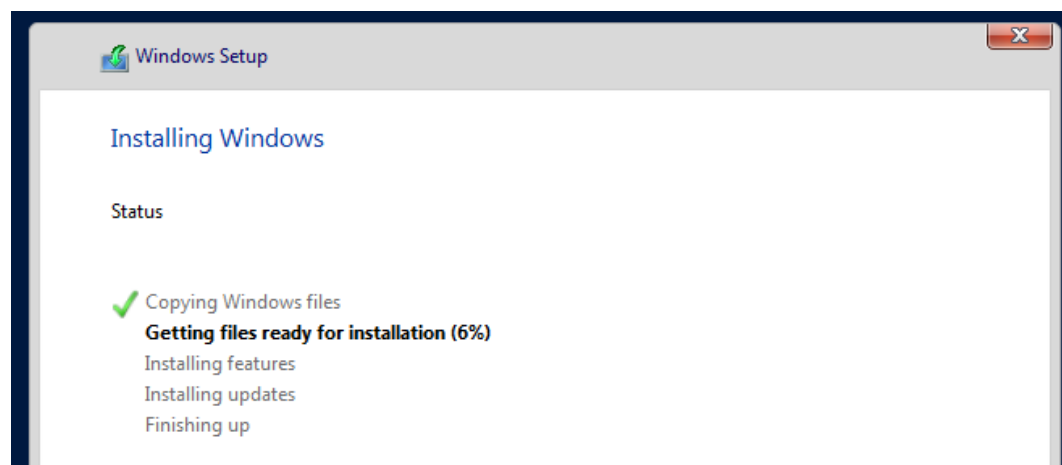 Windows Setup
Installing Windows
Status
Copying Windows files
Getting files ready for installation (6%)
Installing features
Installing updates
Finishing up